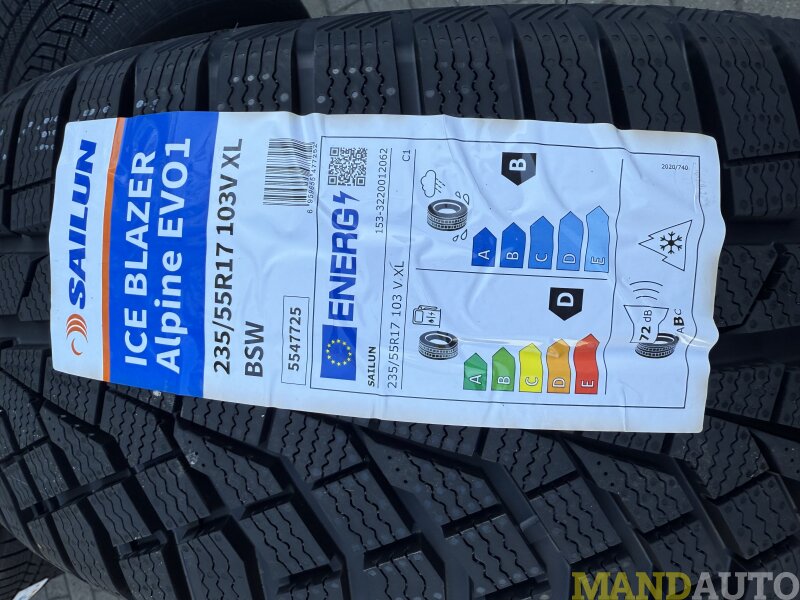 SAILUN
ICE BLAZER
Alpine EVO1
235/55R17 103V XL
BSW
5547725
ENERG
153-3220012062
SAILUN
235/55R17 103 V XL
C1
B
A
B
C
D
E
D
A
B
C
D
E
2020/740
72 dB
ABC
MANDAUTO